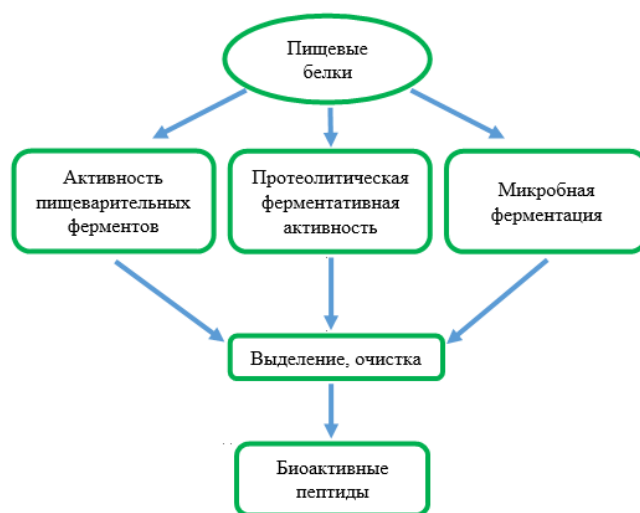 Пищевые
белки
Активность
пищеварительных
ферментов
Протеолитическая
ферментативная
активность
Микробная
ферментация
Выделение, очистка
Биоактивные
пептиды